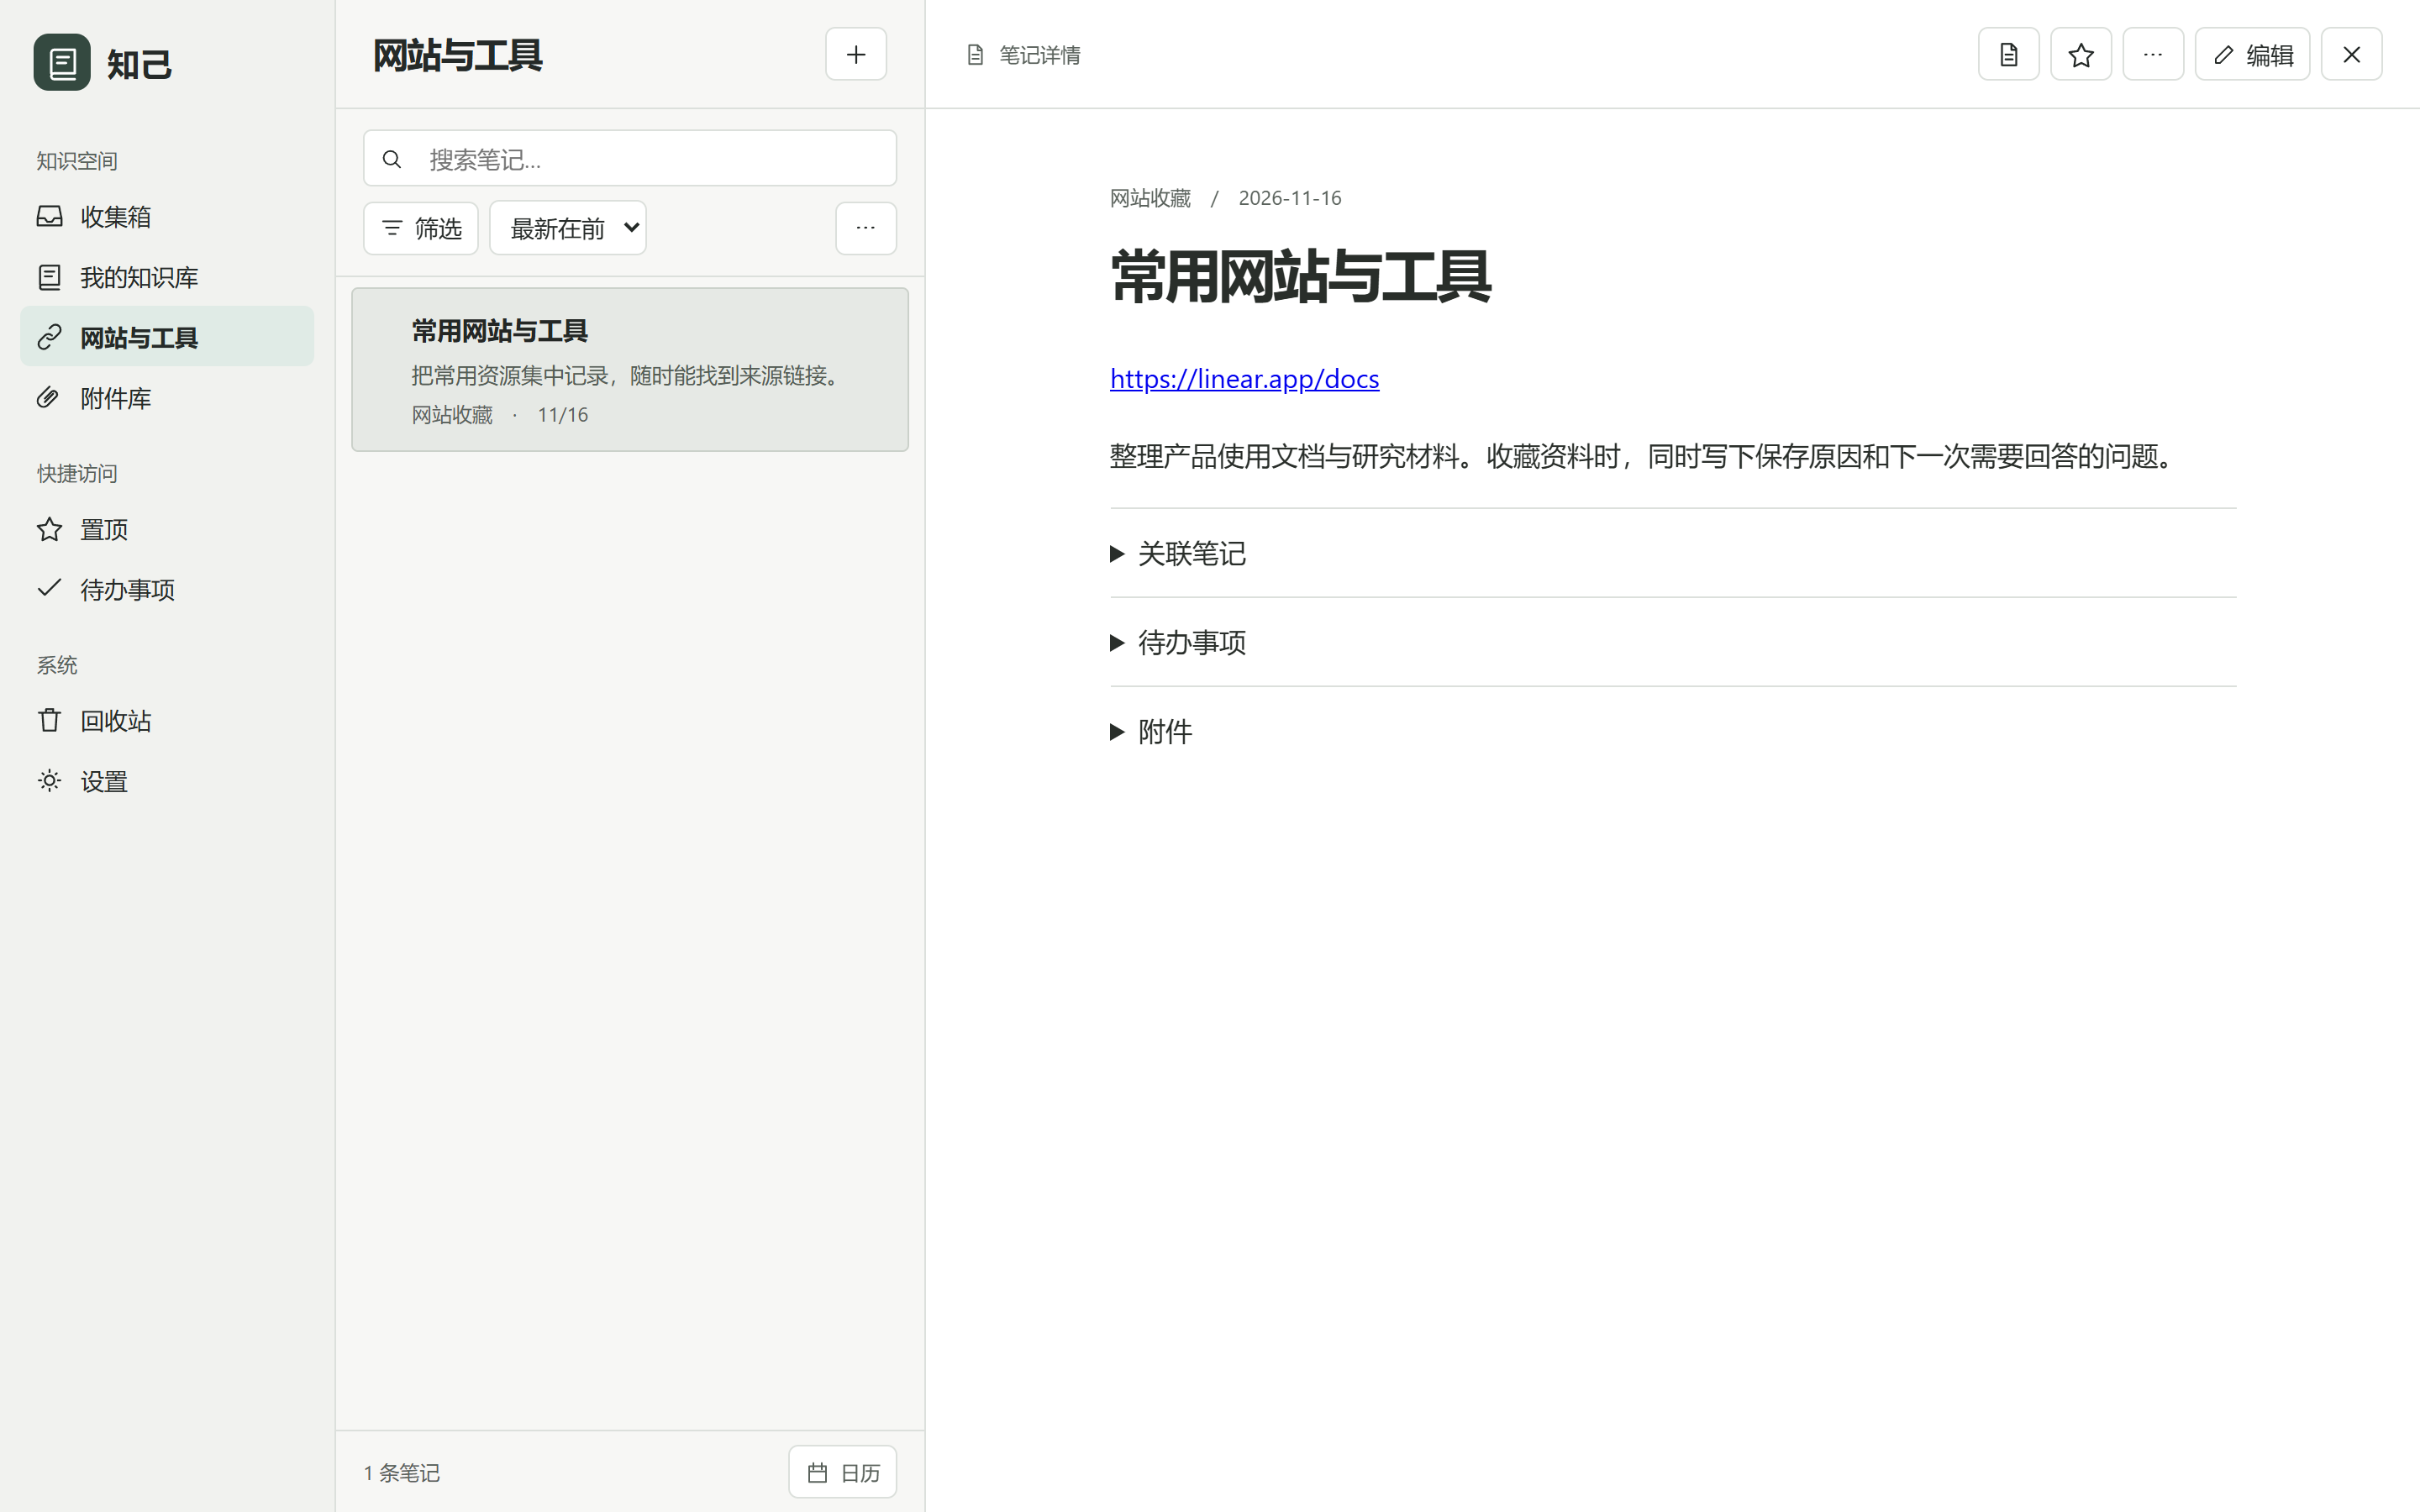 知己
知识空间
收集箱
我的知识库
网站与工具
附件库
快捷访问
置顶
待办事项
系统
回收站
设置
网站与工具
搜索笔记...
筛选
最新在前
常用网站与工具
把常用资源集中记录，随时能找到来源链接。
网站收藏 · 11/16
1 条笔记
日历
笔记详情
编辑
网站收藏 / 2026-11-16
常用网站与工具
https://linear.app/docs
整理产品使用文档与研究材料。收藏资料时，同时写下保存原因和下一次需要回答的问题。
关联笔记
待办事项
附件